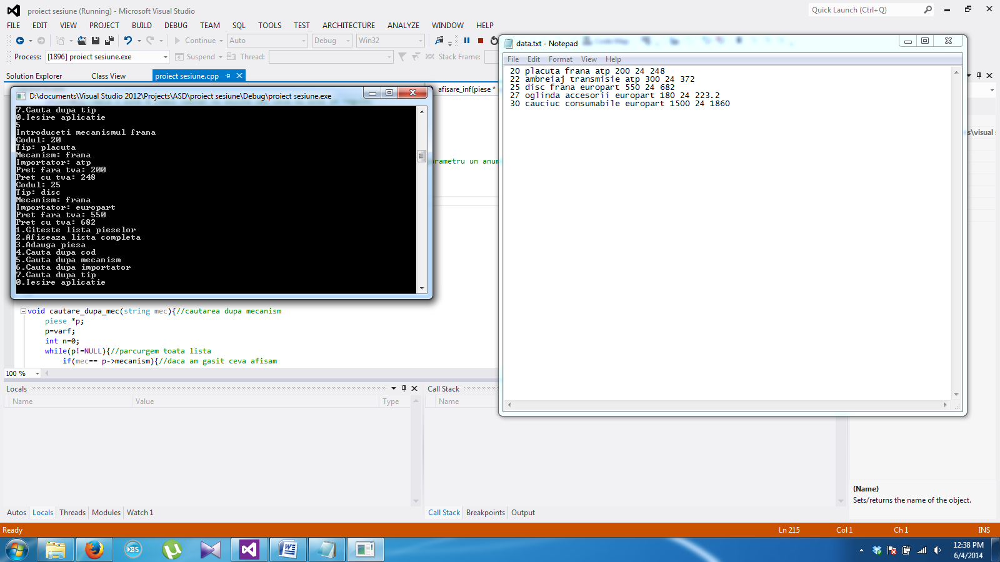 proiect sesiune (Running) - Microsoft Visual Studio
Quick Launch (Ctrl+Q)
FILE EDIT VIEW PROJECT BUILD DEBUG TEAM SQL TOOLS TEST ARCHITECTURE ANALYZE WINDOW HELP
Continue Auto Debug Win32
Process: [1896] proiect sesiune.exe Suspend Thread: Stack Frame:
Solution Explorer Class View proiect sesiune.cpp
afisare_inf(piese *
D:\documents\Visual Studio 2012\Projects\ASD\proiect sesiune\Debug\proiect sesiune.exe
7.Cauta dupa tip
0.Iesire aplicatie
5
Introduceti mecanismul frana
Codul: 20
Tip: placuta
Mecanism: frana
Importator: atp
Pret fara tva: 200
Pret cu tva: 248
Codul: 25
Tip: disc
Mecanism: frana
Importator: europart
Pret fara tva: 550
Pret cu tva: 682
1.Citeste lista pieselor
2.Afiseaza lista completa
3.Adauga piesa
4.Cauta dupa cod
5.Cauta dupa mecanism
6.Cauta dupa importator
7.Cauta dupa tip
0.Iesire aplicatie
rametru un anum
void cautare_dupa_mec(string mec){//cautarea dupa mecanism
piese *p;
p=varf;
int n=0;
while(p!=NULL){//parcurgem toata lista
if(mec== p->mecanism){//daca am gasit ceva afisam
100 %
data.txt - Notepad
File Edit Format View Help
20 placuta frana atp 200 24 248
22 ambreiaj transmisie atp 300 24 372
25 disc frana europart 550 24 682
27 oglinda accesorii europart 180 24 223.2
30 cauciuc consumabile europart 1500 24 1860
s\visual
Locals
Name Value Type
Call Stack
Name
(Name)
Sets/returns the name of the object.
Autos Locals Threads Modules Watch 1
Call Stack Breakpoints Output
Ready Ln 215 Col 1 Ch 1 INS
12:38 PM
6/4/2014